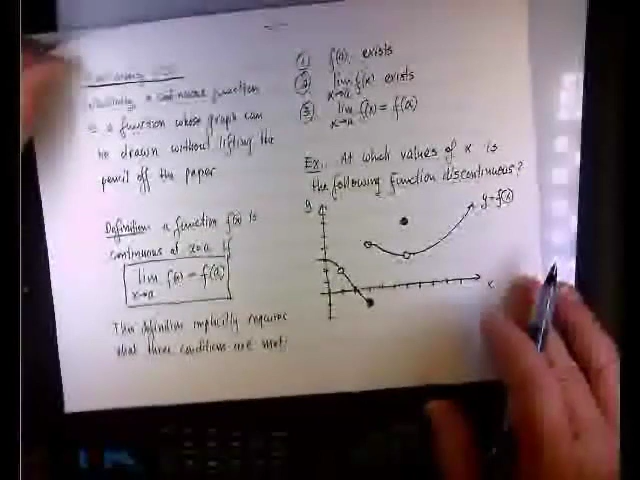 Intuitively, a continuous function
is a function whose graph can
be drawn without lifting the
pencil off the paper
Definition: a function f(x) is
continuous at x=a if
lim f(x) = f(a)
x→a
This definition implicitly requires
that three conditions are met:
① f(a) exists
② lim f(x) exists
x→a
③ lim f(x) = f(a)
x→a
Ex. At which values of x is
the following function discontinuous?
y
y=f(x)
x